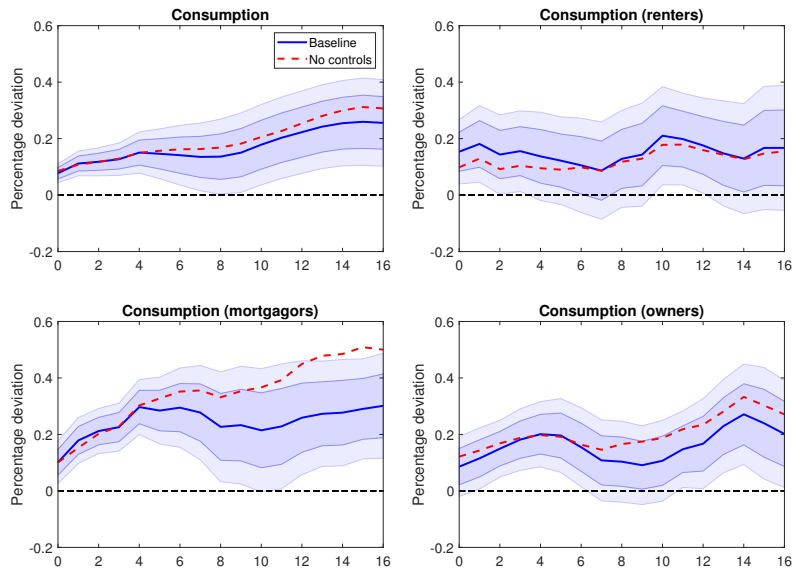 Consumption
Percentage deviation
0.6
0.4
0.2
0
-0.2
0 2 4 6 8 10 12 14 16
Baseline
No controls
Consumption (renters)
Percentage deviation
0.6
0.4
0.2
0
-0.2
0 2 4 6 8 10 12 14 16
Consumption (mortgagors)
Percentage deviation
0.6
0.4
0.2
0
-0.2
0 2 4 6 8 10 12 14 16
Consumption (owners)
Percentage deviation
0.6
0.4
0.2
0
-0.2
0 2 4 6 8 10 12 14 16